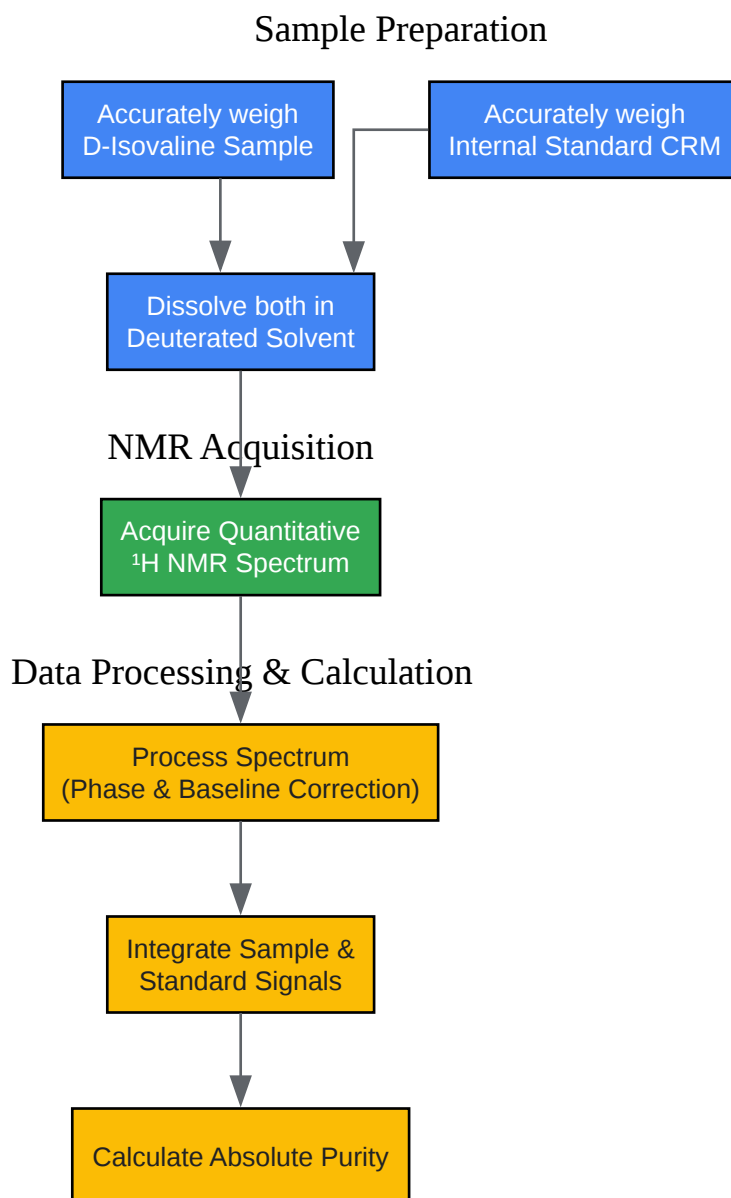 Sample Preparation
Accurately weigh
D-Isovaline Sample
Accurately weigh
Internal Standard CRM
Dissolve both in
Deuterated Solvent
NMR Acquisition
Acquire Quantitative
¹H NMR Spectrum
Data Processing & Calculation
Process Spectrum
(Phase & Baseline Correction)
Integrate Sample &
Standard Signals
Calculate Absolute Purity